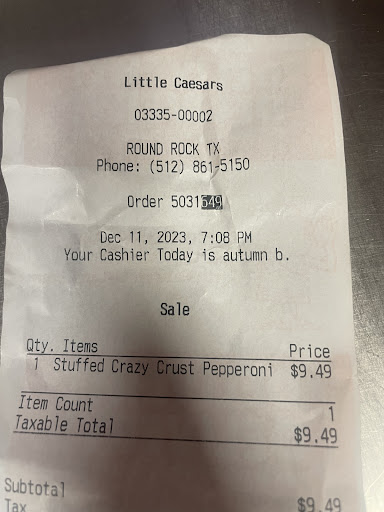 Little Caesars
03335-00002
ROUND ROCK TX
Phone: (512) 861-5150
Order 5031649
Dec 11, 2023, 7:08 PM
Your Cashier Today is autumn b.
Sale
Qty. Items Price
1 Stuffed Crazy Crust Pepperoni $9.49
Item Count 1
Taxable Total $9.49
Subtotal $9.49
Tax